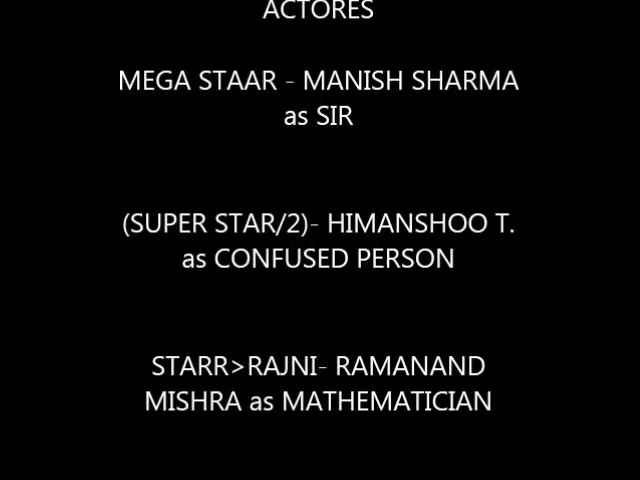 ACTORES
MEGA STAAR - MANISH SHARMA
as SIR
(SUPER STAR/2)- HIMANSHOO T.
as CONFUSED PERSON
STARR>RAJNI- RAMANAND
MISHRA as MATHEMATICIAN